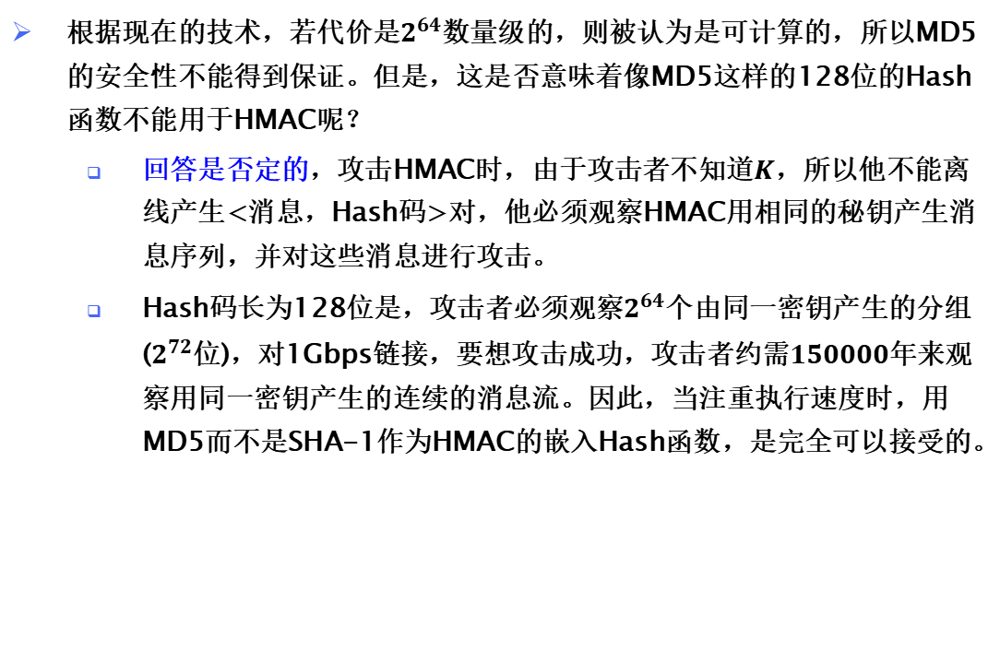 ➢ 根据现在的技术，若代价是2⁶⁴数量级的，则被认为是可计算的，所以MD5
的安全性不能得到保证。但是，这是否意味着像MD5这样的128位的Hash
函数不能用于HMAC呢？
❑ 回答是否定的，攻击HMAC时，由于攻击者不知道K，所以他不能离
线产生<消息，Hash码>对，他必须观察HMAC用相同的秘钥产生消
息序列，并对这些消息进行攻击。
❑ Hash码长为128位是，攻击者必须观察2⁶⁴个由同一密钥产生的分组
(2⁷²位)，对1Gbps链接，要想攻击成功，攻击者约需150000年来观
察用同一密钥产生的连续的消息流。因此，当注重执行速度时，用
MD5而不是SHA-1作为HMAC的嵌入Hash函数，是完全可以接受的。